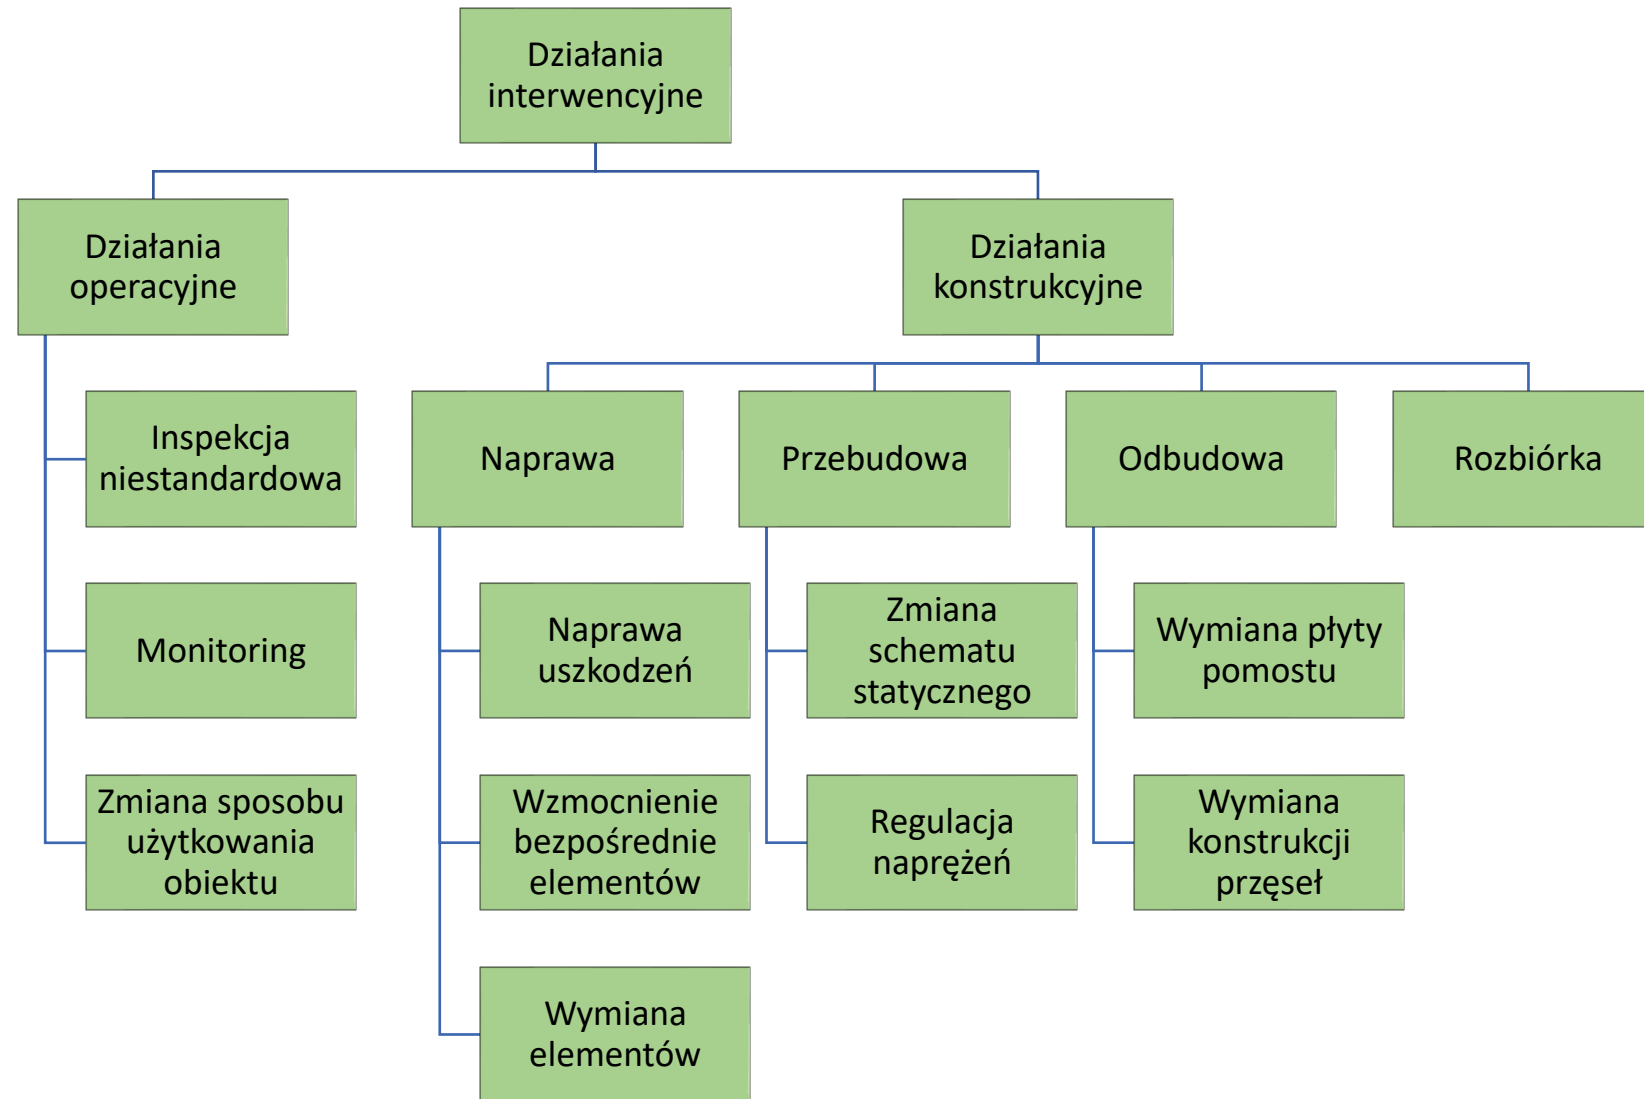 Działania
interwencyjne
Działania
operacyjne
Działania
konstrukcyjne
Inspekcja
niestandardowa
Monitoring
Zmiana sposobu
użytkowania
obiektu
Naprawa
Przebudowa
Odbudowa
Rozbiórka
Naprawa
uszkodzeń
Wzmocnienie
bezpośrednie
elementów
Wymiana
elementów
Zmiana
schematu
statycznego
Regulacja
naprężeń
Wymiana płyty
pomostu
Wymiana
konstrukcji
przęseł